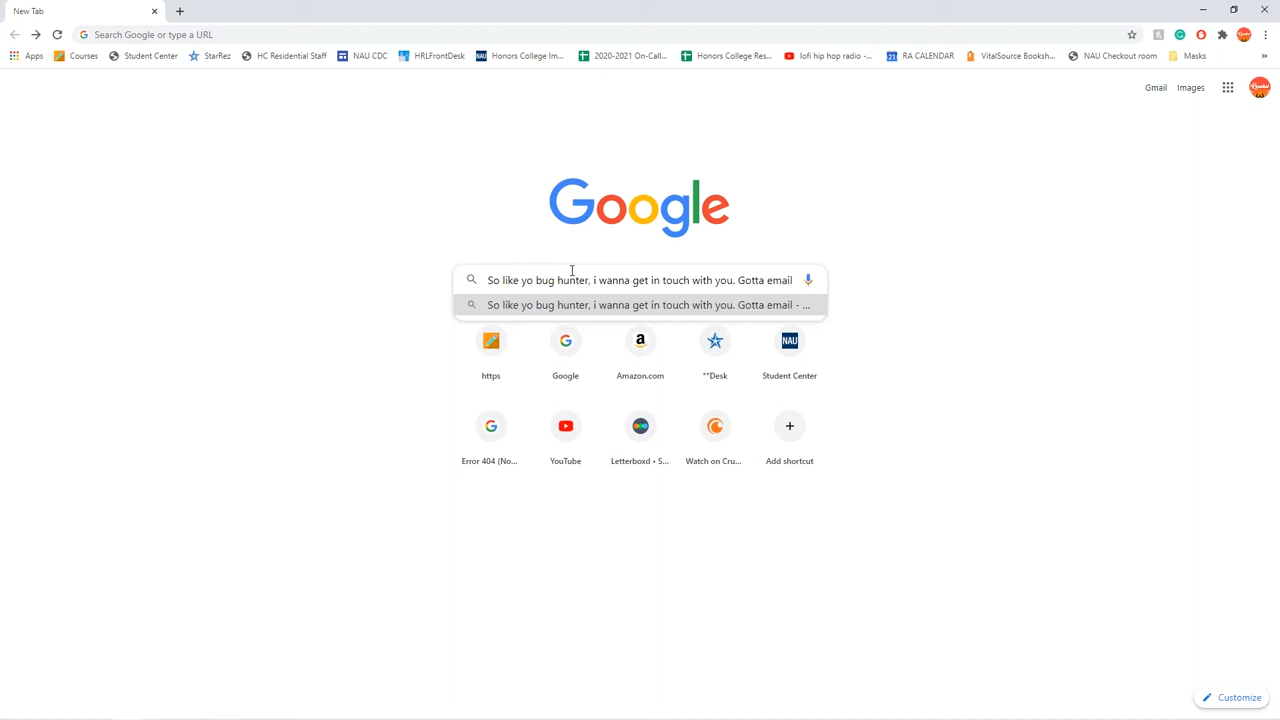 New Tab
Search Google or type a URL
Apps Courses Student Center StarRez HC Residential Staff NAU CDC HRLFrontDesk Honors College Im... 2020-2021 On-Call... Honors College Res... lofi hip hop radio -... RA CALENDAR VitalSource Booksh... NAU Checkout room Masks
Gmail Images
Google
So like yo bug hunter, i wanna get in touch with you. Gotta email
So like yo bug hunter, i wanna get in touch with you. Gotta email - ...
https Google Amazon.com **Desk Student Center
Error 404 (No... YouTube Letterboxd • S... Watch on Cru... Add shortcut
Customize